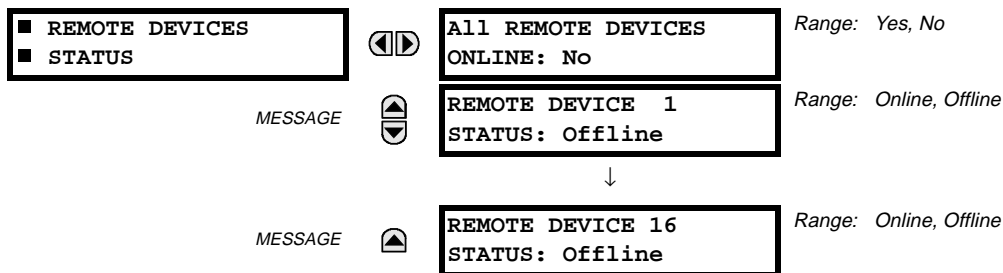 ■ REMOTE DEVICES
■ STATUS
All REMOTE DEVICES
ONLINE: No
Range: Yes, No
MESSAGE
REMOTE DEVICE 1
STATUS: Offline
Range: Online, Offline
↓
MESSAGE
REMOTE DEVICE 16
STATUS: Offline
Range: Online, Offline